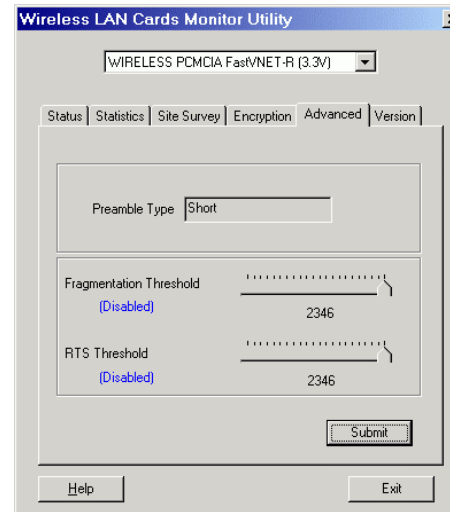 Wireless LAN Cards Monitor Utility
WIRELESS PCMCIA FastVNET-R (3.3V)
Status Statistics Site Survey Encryption Advanced Version
Preamble Type Short
Fragmentation Threshold
(Disabled)
2346
RTS Threshold
(Disabled)
2346
Submit
Help Exit